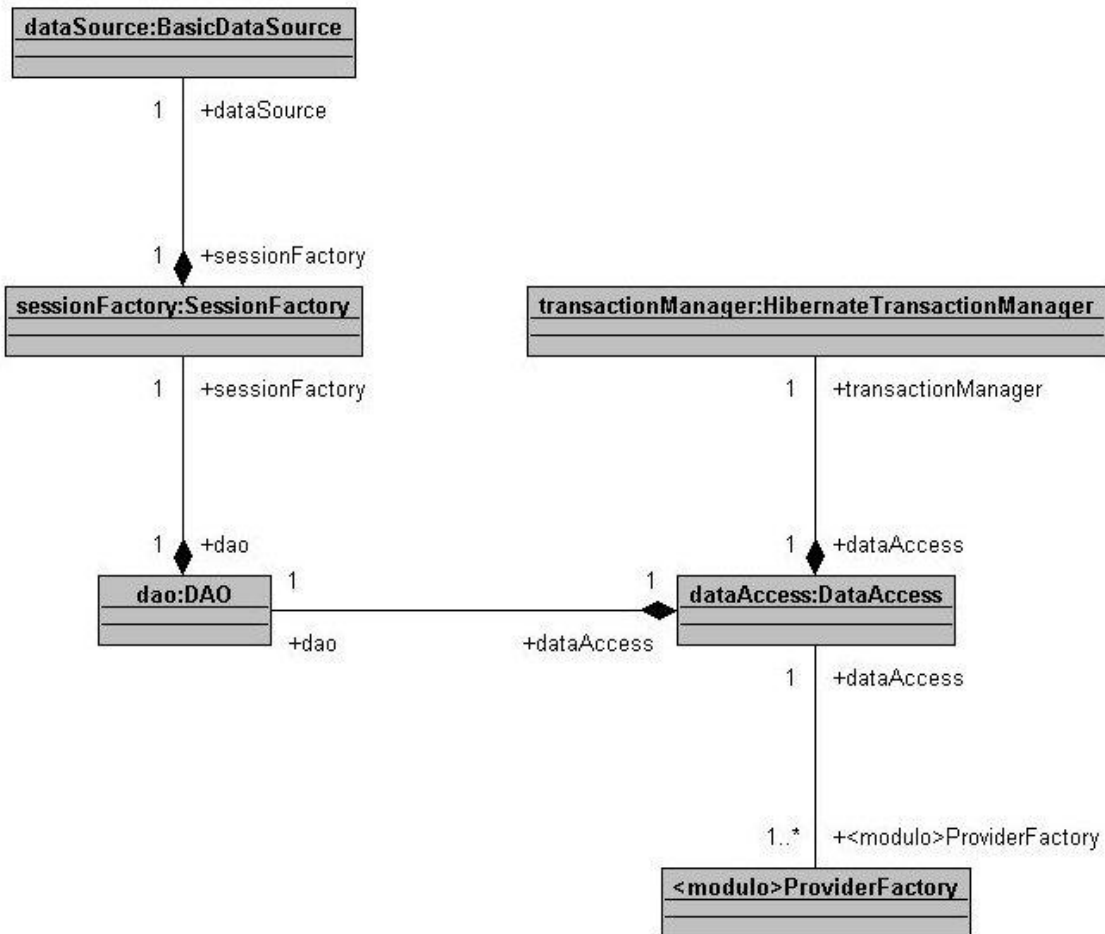 dataSource:BasicDataSource
1 +dataSource
1 +sessionFactory
sessionFactory:SessionFactory
transactionManager:HibernateTransactionManager
1 +sessionFactory
1 +transactionManager
1 +dao
1 +dataAccess
dao:DAO
1
1
dataAccess:DataAccess
+dao
+dataAccess
1 +dataAccess
1..* +<modulo>ProviderFactory
<modulo>ProviderFactory